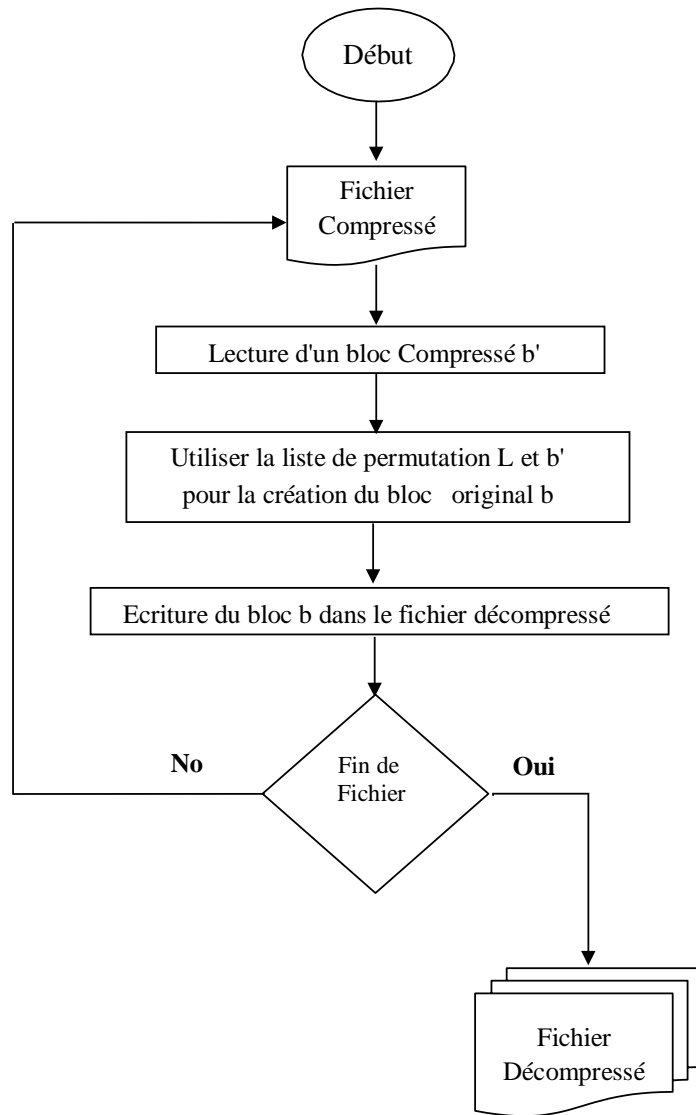 Début
Fichier
Compressé
Lecture d'un bloc Compressé b'
Utiliser la liste de permutation L et b'
pour la création du bloc original b
Ecriture du bloc b dans le fichier décompressé
No
Fin de
Fichier
Oui
Fichier
Décompressé